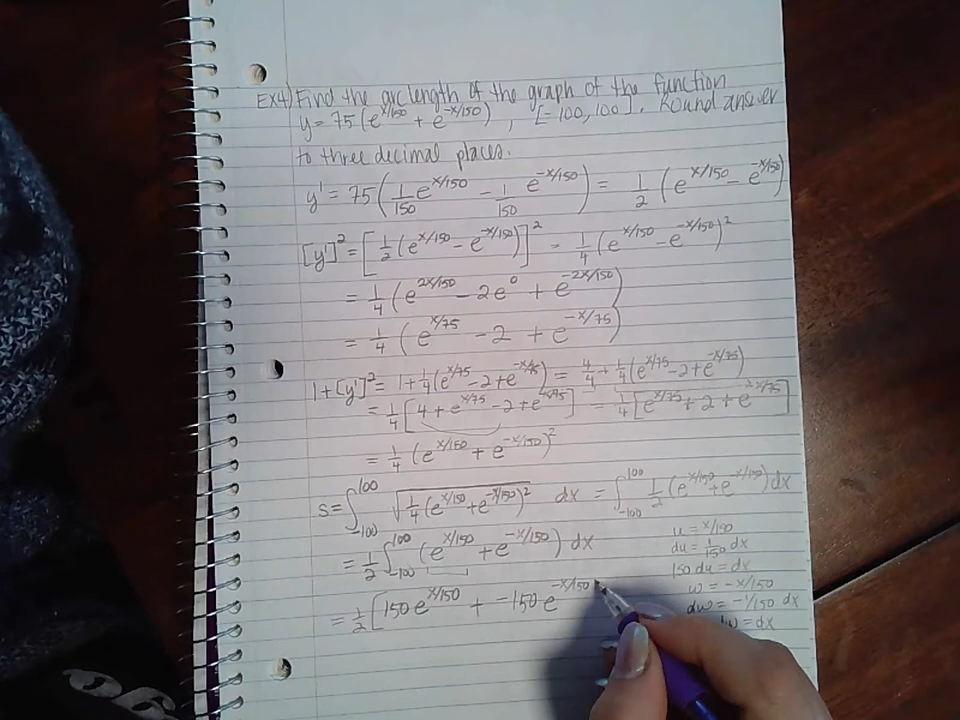 Ex4) Find the arc length of the graph of the function
y = 75(e^{x/150} + e^{-x/150}) , [-100, 100]. Round answer
to three decimal places.
y' = 75(1/150 e^{x/150} - 1/150 e^{-x/150}) = 1/2 (e^{x/150} - e^{-x/150})
[y']^2 = [1/2 (e^{x/150} - e^{-x/150})]^2 = 1/4 (e^{x/150} - e^{-x/150})^2
= 1/4 (e^{2x/150} - 2e^0 + e^{-2x/150})
= 1/4 (e^{x/75} - 2 + e^{-x/75})
1 + [y']^2 = 1 + 1/4 (e^{x/75} - 2 + e^{-x/75}) = 4/4 + 1/4 (e^{x/75} - 2 + e^{-x/75})
= 1/4 [4 + e^{x/75} - 2 + e^{-x/75}] = 1/4 [e^{x/75} + 2 + e^{-x/75}]
= 1/4 (e^{x/150} + e^{-x/150})^2
S = ∫_{-100}^{100} √(1/4 (e^{x/150} + e^{-x/150})^2) dx = ∫_{-100}^{100} 1/2 (e^{x/150} + e^{-x/150}) dx
= 1/2 ∫_{-100}^{100} (e^{x/150} + e^{-x/150}) dx
= 1/2 [150 e^{x/150} + -150 e^{-x/150}
u = x/150
du = 1/150 dx
150 du = dx
w = -x/150
dw = -1/150 dx
dw = dx